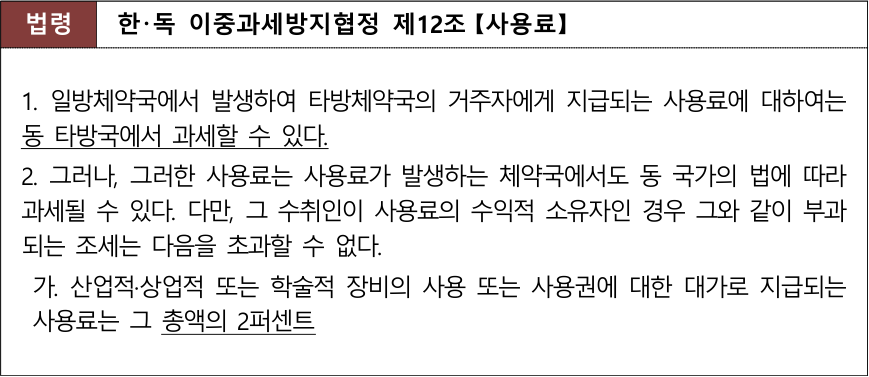 법령 한·독 이중과세방지협정 제12조【사용료】
1. 일방체약국에서 발생하여 타방체약국의 거주자에게 지급되는 사용료에 대하여는
동 타방국에서 과세할 수 있다.
2. 그러나, 그러한 사용료는 사용료가 발생하는 체약국에서도 동 국가의 법에 따라
과세될 수 있다. 다만, 그 수취인이 사용료의 수익적 소유자인 경우 그와 같이 부과
되는 조세는 다음을 초과할 수 없다.
가. 산업적·상업적 또는 학술적 장비의 사용 또는 사용권에 대한 대가로 지급되는
사용료는 그 총액의 2퍼센트